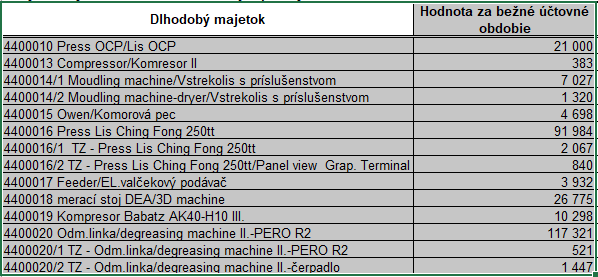 Dlhodobý majetok Hodnota za bežné účtovné obdobie
4400010 Press OCP/Lis OCP 21 000
4400013 Compressor/Komresor II 383
4400014/1 Moudling machine/Vstrekolis s príslušenstvom 7 027
4400014/2 Moudling machine-dryer/Vstrekolis s príslušenstvom 1 320
4400015 Owen/Komorová pec 4 698
4400016 Press Lis Ching Fong 250tt 91 984
4400016/1 TZ - Press Lis Ching Fong 250tt 2 067
4400016/2 TZ - Press Lis Ching Fong 250tt/Panel view Grap. Terminal 840
4400017 Feeder/EL.valčekový podávač 3 932
4400018 merací stoj DEA/3D machine 26 775
4400019 Kompresor Babatz AK40-H10 III. 10 298
4400020 Odm.linka/degreasing machine II.-PERO R2 117 321
4400020/1 TZ - Odm.linka/degreasing machine II.-PERO R2 521
4400020/2 TZ - Odm.linka/degreasing machine II.-čerpadlo 1 447